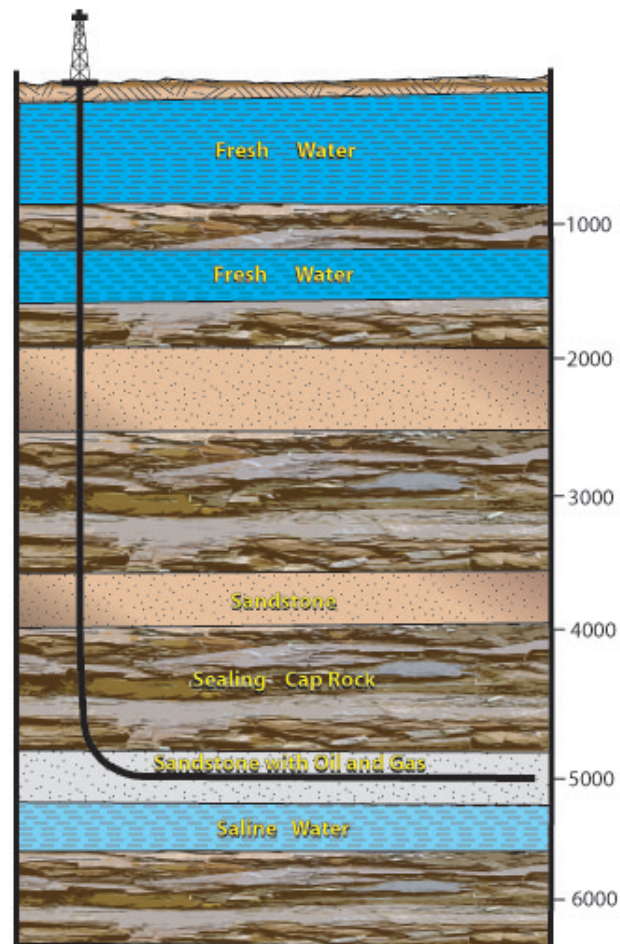 Fresh Water
1000
Fresh Water
2000
3000
Sandstone
4000
Sealing Cap Rock
Sandstone with Oil and Gas
5000
Saline Water
6000